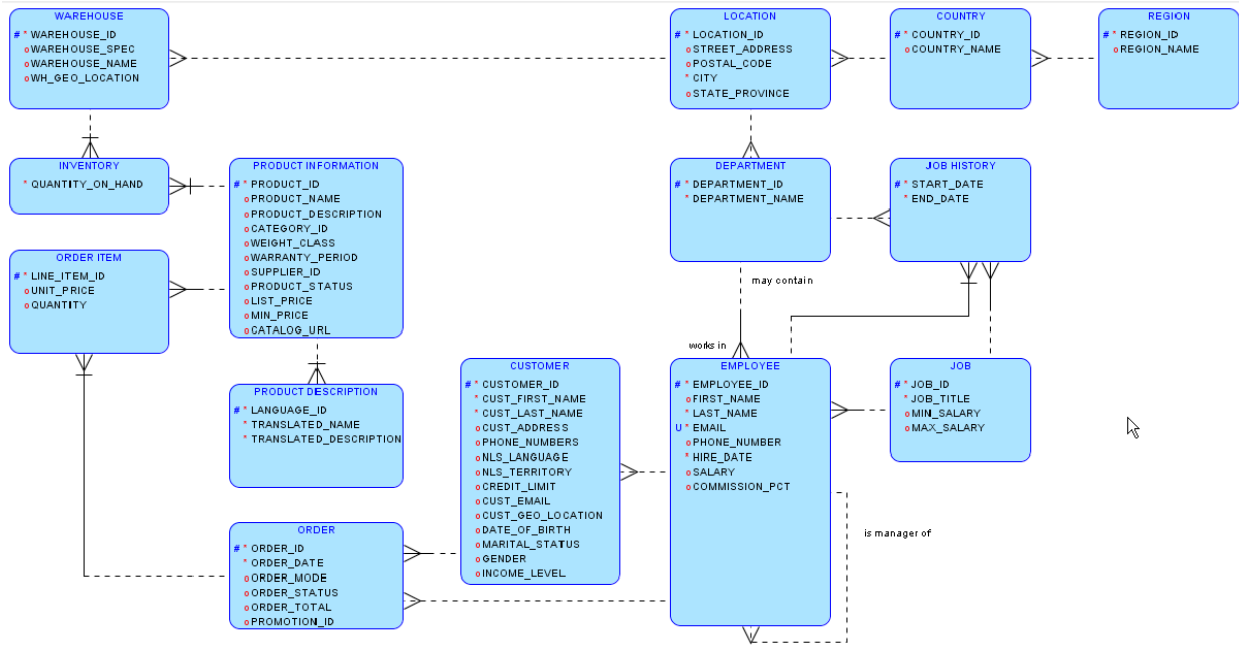 WAREHOUSE
# * WAREHOUSE_ID
o WAREHOUSE_SPEC
o WAREHOUSE_NAME
o WH_GEO_LOCATION
LOCATION
# * LOCATION_ID
o STREET_ADDRESS
o POSTAL_CODE
* CITY
o STATE_PROVINCE
COUNTRY
# * COUNTRY_ID
o COUNTRY_NAME
REGION
# * REGION_ID
o REGION_NAME
INVENTORY
* QUANTITY_ON_HAND
PRODUCT INFORMATION
# * PRODUCT_ID
o PRODUCT_NAME
o PRODUCT_DESCRIPTION
o CATEGORY_ID
o WEIGHT_CLASS
o WARRANTY_PERIOD
o SUPPLIER_ID
o PRODUCT_STATUS
o LIST_PRICE
o MIN_PRICE
o CATALOG_URL
DEPARTMENT
# * DEPARTMENT_ID
* DEPARTMENT_NAME
JOB HISTORY
# * START_DATE
* END_DATE
ORDER ITEM
# * LINE_ITEM_ID
o UNIT_PRICE
o QUANTITY
may contain
works in
PRODUCT DESCRIPTION
# * LANGUAGE_ID
* TRANSLATED_NAME
* TRANSLATED_DESCRIPTION
CUSTOMER
# * CUSTOMER_ID
* CUST_FIRST_NAME
* CUST_LAST_NAME
o CUST_ADDRESS
o PHONE_NUMBERS
o NLS_LANGUAGE
o NLS_TERRITORY
o CREDIT_LIMIT
o CUST_EMAIL
o CUST_GEO_LOCATION
o DATE_OF_BIRTH
o MARITAL_STATUS
o GENDER
o INCOME_LEVEL
EMPLOYEE
# * EMPLOYEE_ID
o FIRST_NAME
* LAST_NAME
U * EMAIL
o PHONE_NUMBER
* HIRE_DATE
o SALARY
o COMMISSION_PCT
JOB
# * JOB_ID
* JOB_TITLE
o MIN_SALARY
o MAX_SALARY
is manager of
ORDER
# * ORDER_ID
* ORDER_DATE
o ORDER_MODE
o ORDER_STATUS
o ORDER_TOTAL
o PROMOTION_ID